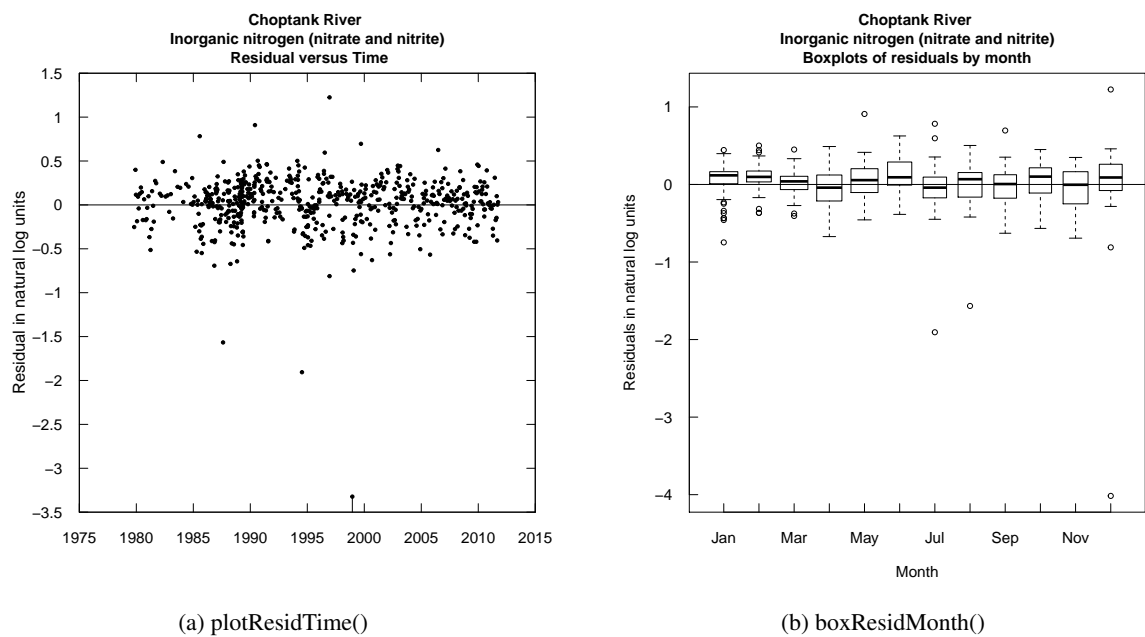 Choptank River
Inorganic nitrogen (nitrate and nitrite)
Residual versus Time
1.5
1
0.5
0
−0.5
−1
−1.5
−2
−2.5
−3
−3.5
Residual in natural log units
1975 1980 1985 1990 1995 2000 2005 2010 2015
(a) plotResidTime()
Choptank River
Inorganic nitrogen (nitrate and nitrite)
Boxplots of residuals by month
1
0
−1
−2
−3
−4
Residuals in natural log units
Jan Mar May Jul Sep Nov
Month
(b) boxResidMonth()